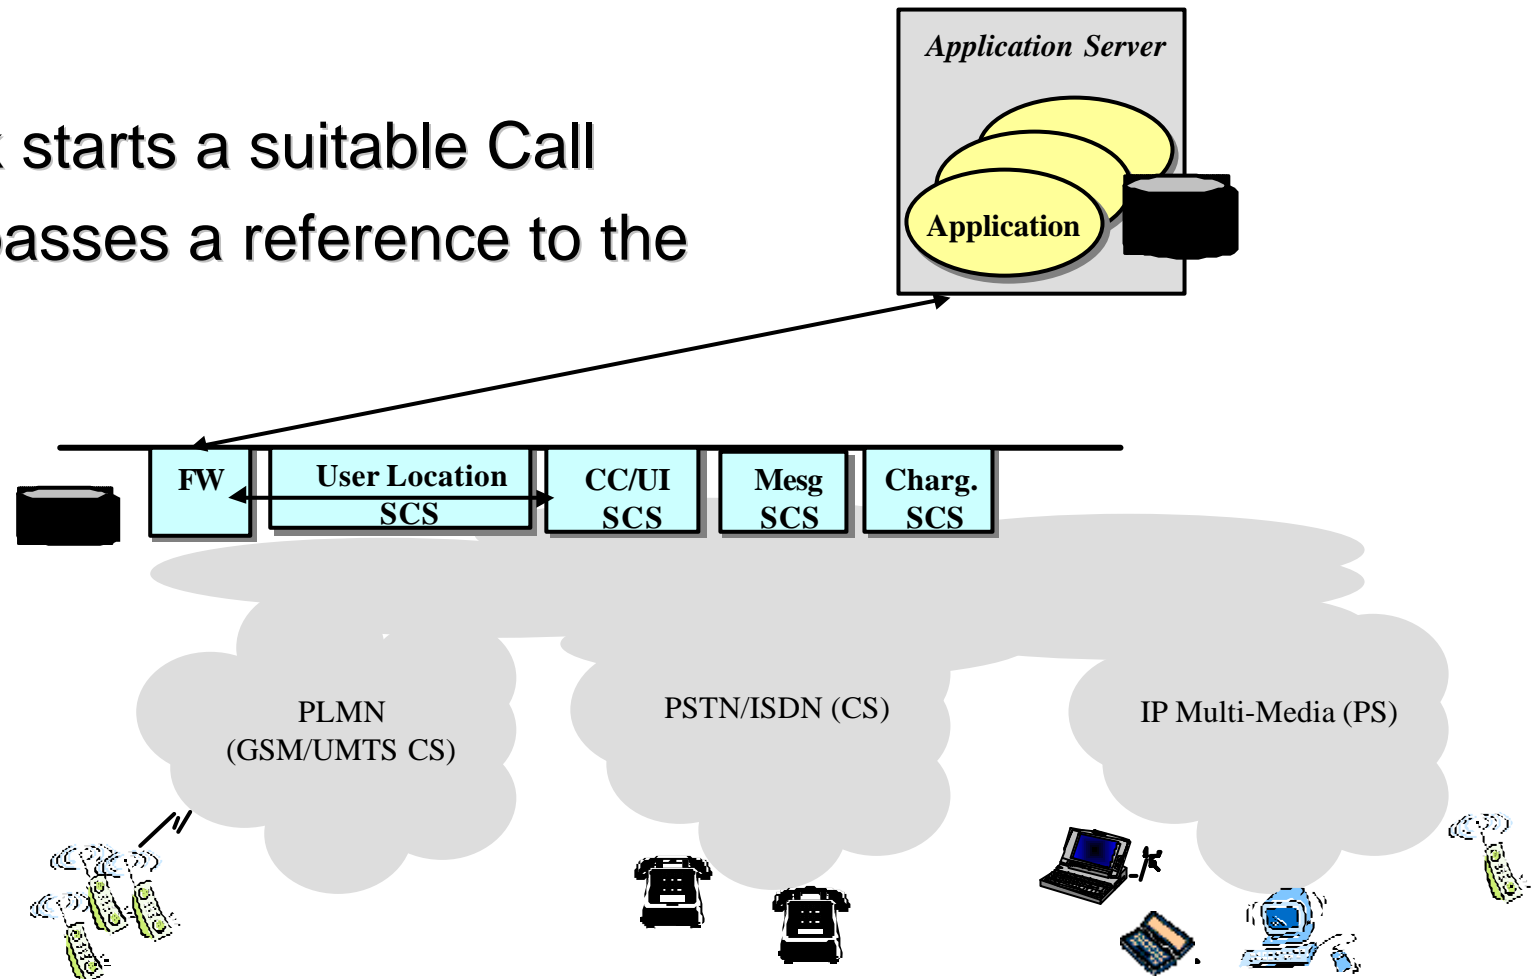 Application Server
starts a suitable Call
passes a reference to the
Application
FW
User Location
SCS
CC/UI
SCS
Mesg
SCS
Charg.
SCS
PLMN
(GSM/UMTS CS)
PSTN/ISDN (CS)
IP Multi-Media (PS)